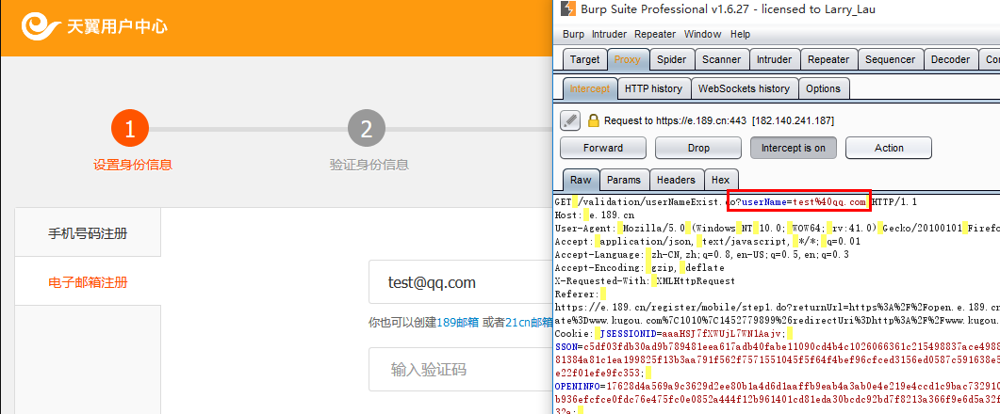 天翼用户中心
1
2
设置身份信息
验证身份信息
手机号码注册
电子邮箱注册
test@qq.com
你也可以创建189邮箱 或者21cn邮箱
输入验证码
Burp Suite Professional v1.6.27 - licensed to Larry_Lau
Burp Intruder Repeater Window Help
Target Proxy Spider Scanner Intruder Repeater Sequencer Decoder
Intercept HTTP history WebSockets history Options
Request to https://e.189.cn:443 [182.140.241.187]
Forward Drop Intercept is on Action
Raw Params Headers Hex
GET /validation/userNameExist.do?userName=test%40qq.com HTTP/1.1
Host: e.189.cn
User-Agent: Mozilla/5.0 (Windows NT 10.0; WOW64; rv:41.0) Gecko/20100101 Firefo
Accept: application/json, text/javascript, */*; q=0.01
Accept-Language: zh-CN,zh;q=0.8,en-US;q=0.5,en;q=0.3
Accept-Encoding: gzip, deflate
X-Requested-With: XMLHttpRequest
Referer:
https://e.189.cn/register/mobile/step1.do?returnUrl=https%3A%2F%2Fopen.e.189.cn
ate%3Dwww.kugou.com%7C1010%7C1452779899%26redirectUri%3Dhttp%3A%2F%2Fwww.kugou.
Cookie: JSESSIONID=aaaHSJ7fXWUjL7WN1Aajv;
SSON=c5df03fdb30ad9b789481eea617adb40fabe11090cd4b4c1026066361c215498837ace4988
81384a81c1ea199825f13b3aa791f562f7571551045f5f64f4bef96cfced3156ed0587c591638e5
e22f01efe9fc353;
OPENINFO=17628d4a569a9c3629d2ee80b1a4d6d1aaffb9eab4a3ab0e4e219e4ccd1c9bac732910
b936efcfce0fdc76e475fc0e0852a444f12b961401cd81eda30bcdc92bd7f8213a366f9e6d5a32f